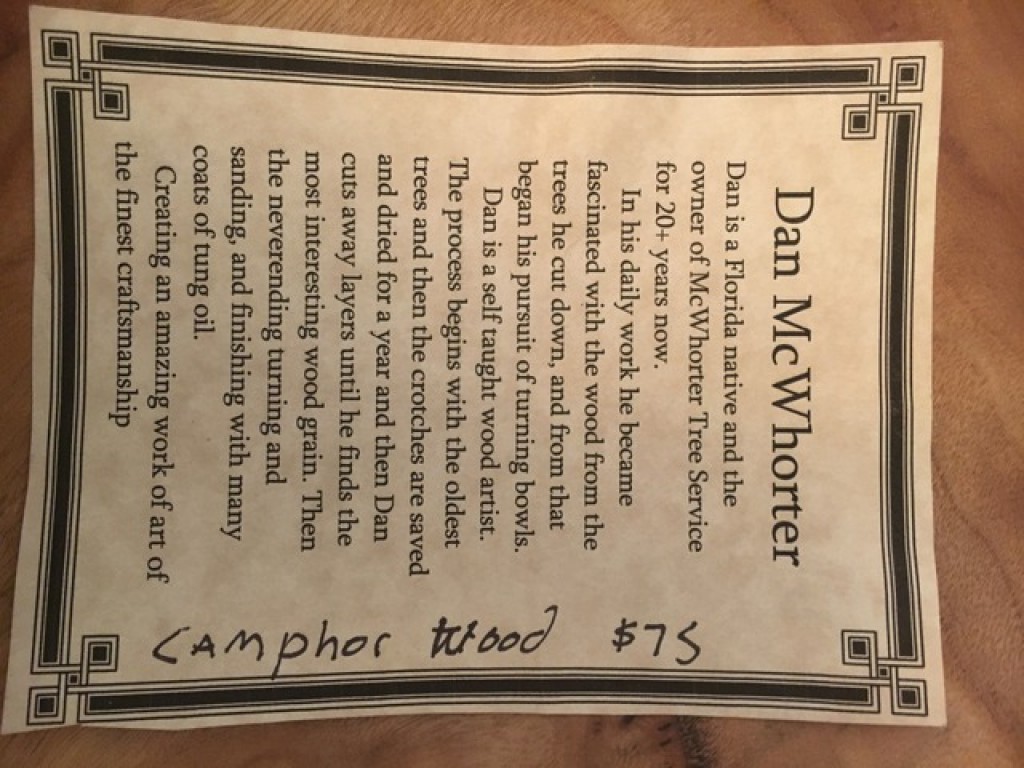 Dan McWhorter
Dan is a Florida native and the
owner of McWhorter Tree Service
for 20+ years now.
In his daily work he became
fascinated with the wood from the
trees he cut down, and from that
began his pursuit of turning bowls.
Dan is a self taught wood artist.
The process begins with the oldest
trees and then the crotches are saved
and dried for a year and then Dan
cuts away layers until he finds the
most interesting wood grain. Then
the neverending turning and
sanding, and finishing with many
coats of tung oil.
Creating an amazing work of art of
the finest craftsmanship
CAMphor Wood $75